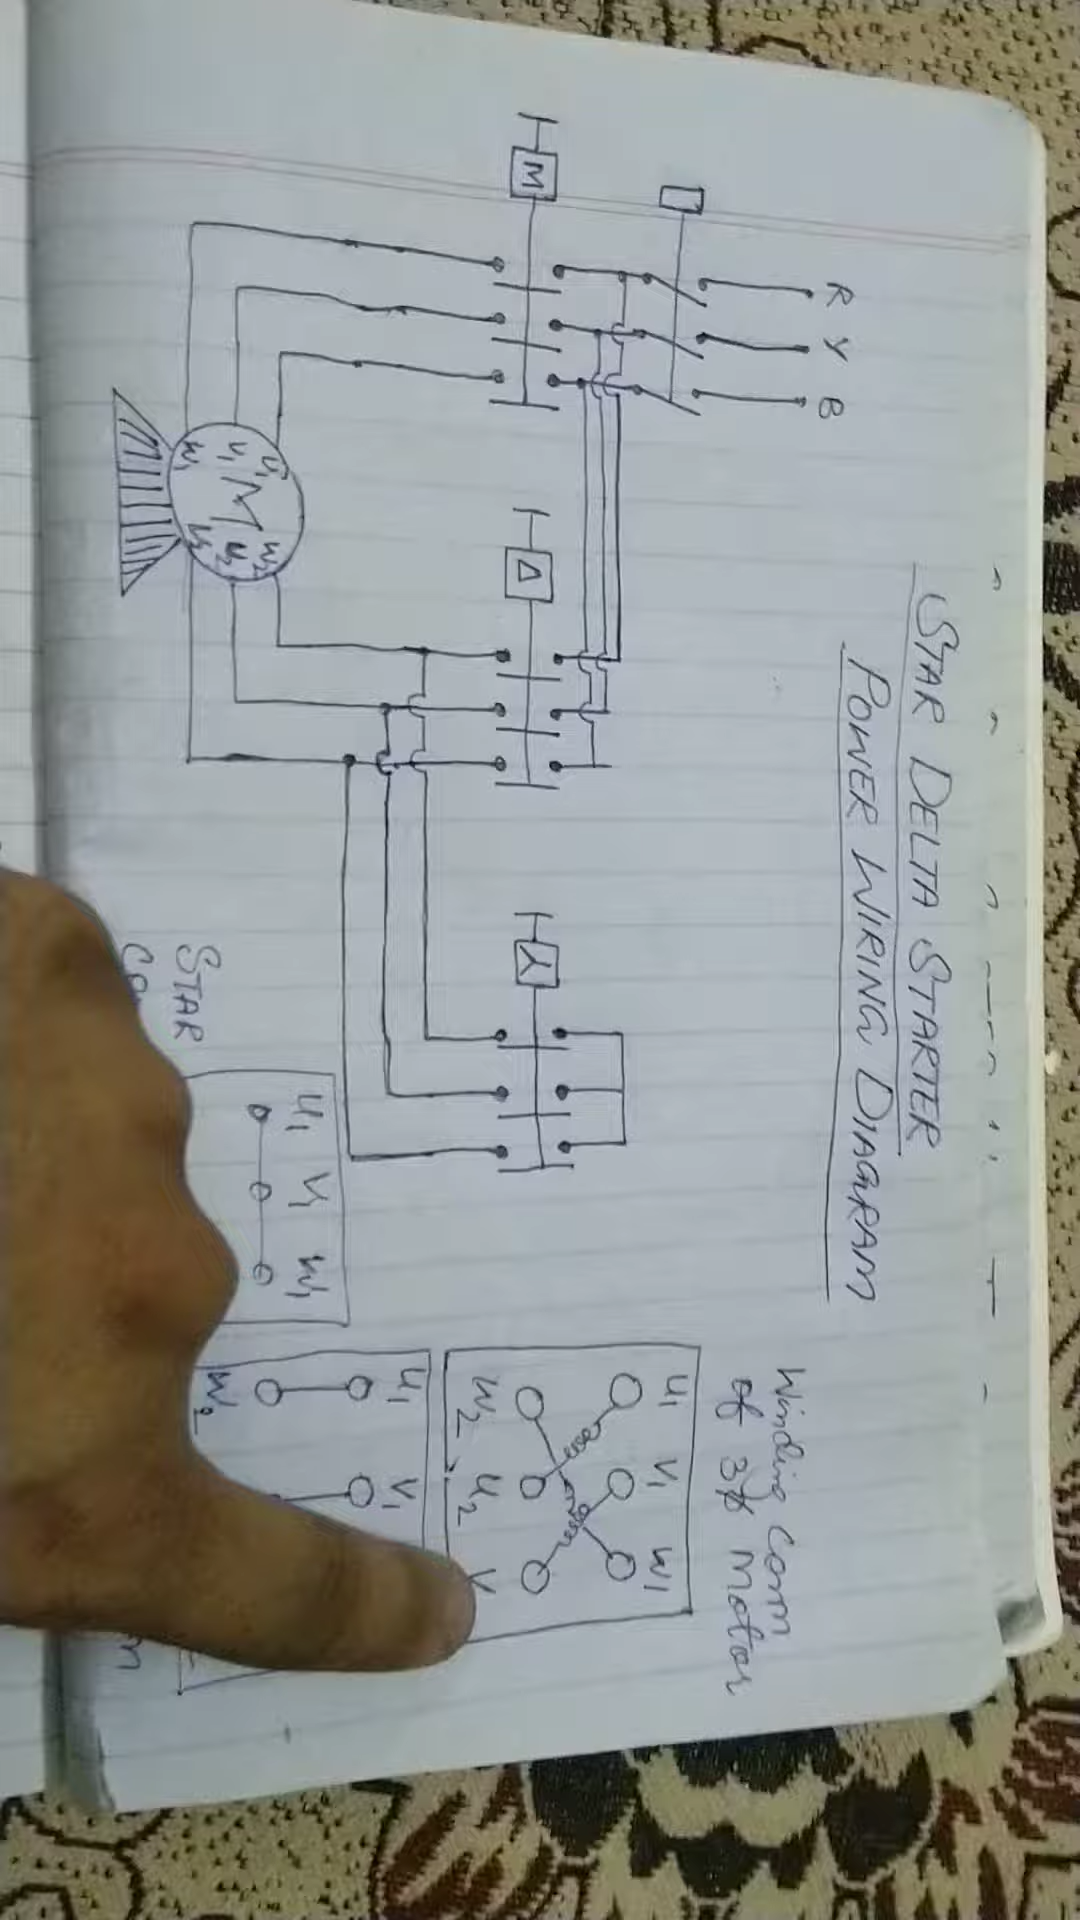 STAR DELTA STARTER
POWER WIRING DIAGRAM
R Y B
M
Δ
Y
U1
V1
W1
M
W2
U2
V2
Winding Conn
of 3φ Motor
U1 V1 W1
W2 U2 V
STAR
U1 V1 W1
U1 V1
W2